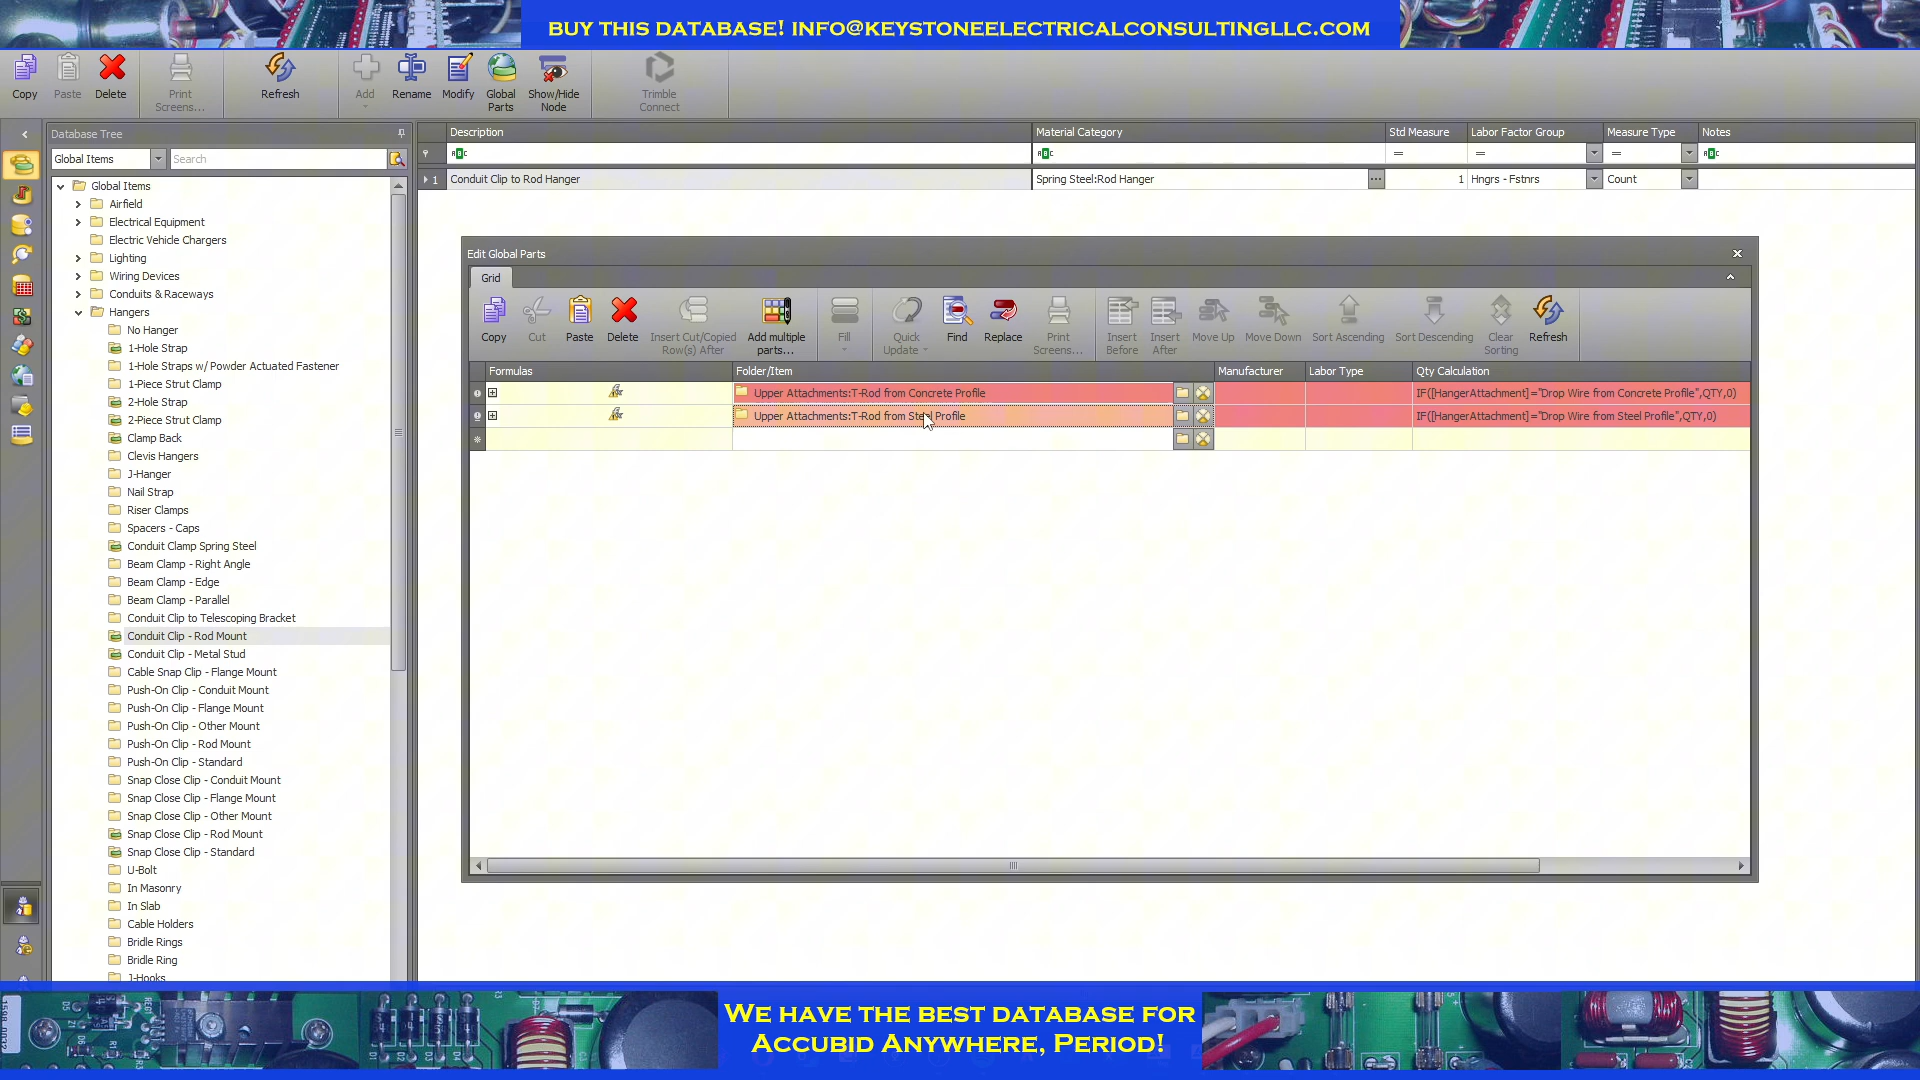 BUY THIS DATABASE! INFO@KEYSTONEELECTRICALCONSULTINGLLC.COM
Copy Paste Delete Print Screens... Refresh Add Rename Modify Global Parts Show/Hide Node Trimble Connect
Database Tree
Global Items Search
Global Items
Airfield
Electrical Equipment
Electric Vehicle Chargers
Lighting
Wiring Devices
Conduits & Raceways
Hangers
No Hanger
1-Hole Strap
1-Hole Straps w/ Powder Actuated Fastener
1-Piece Strut Clamp
2-Hole Strap
2-Piece Strut Clamp
Clamp Back
Clevis Hangers
J-Hanger
Nail Strap
Riser Clamps
Spacers - Caps
Conduit Clamp Spring Steel
Beam Clamp - Right Angle
Beam Clamp - Edge
Beam Clamp - Parallel
Conduit Clip to Telescoping Bracket
Conduit Clip - Rod Mount
Conduit Clip - Metal Stud
Cable Snap Clip - Flange Mount
Push-On Clip - Conduit Mount
Push-On Clip - Flange Mount
Push-On Clip - Other Mount
Push-On Clip - Rod Mount
Push-On Clip - Standard
Snap Close Clip - Conduit Mount
Snap Close Clip - Flange Mount
Snap Close Clip - Other Mount
Snap Close Clip - Rod Mount
Snap Close Clip - Standard
U-Bolt
In Masonry
In Slab
Cable Holders
Bridle Rings
Bridle Ring
J-Hooks
Description Material Category Std Measure Labor Factor Group Measure Type Notes
1 Conduit Clip to Rod Hanger Spring Steel:Rod Hanger 1 Hngrs - Fstnrs Count
Edit Global Parts
Grid
Copy Cut Paste Delete Insert Cut/Copied Row(s) After Add multiple parts... Fill Quick Update Find Replace Print Screens... Insert Before Insert After Move Up Move Down Sort Ascending Sort Descending Clear Sorting Refresh
Formulas Folder/Item Manufacturer Labor Type Qty Calculation
Upper Attachments:T-Rod from Concrete Profile IF([HangerAttachment]="Drop Wire from Concrete Profile",QTY,0)
Upper Attachments:T-Rod from Steel Profile IF([HangerAttachment]="Drop Wire from Steel Profile",QTY,0)
WE HAVE THE BEST DATABASE FOR
ACCUBID ANYWHERE, PERIOD!